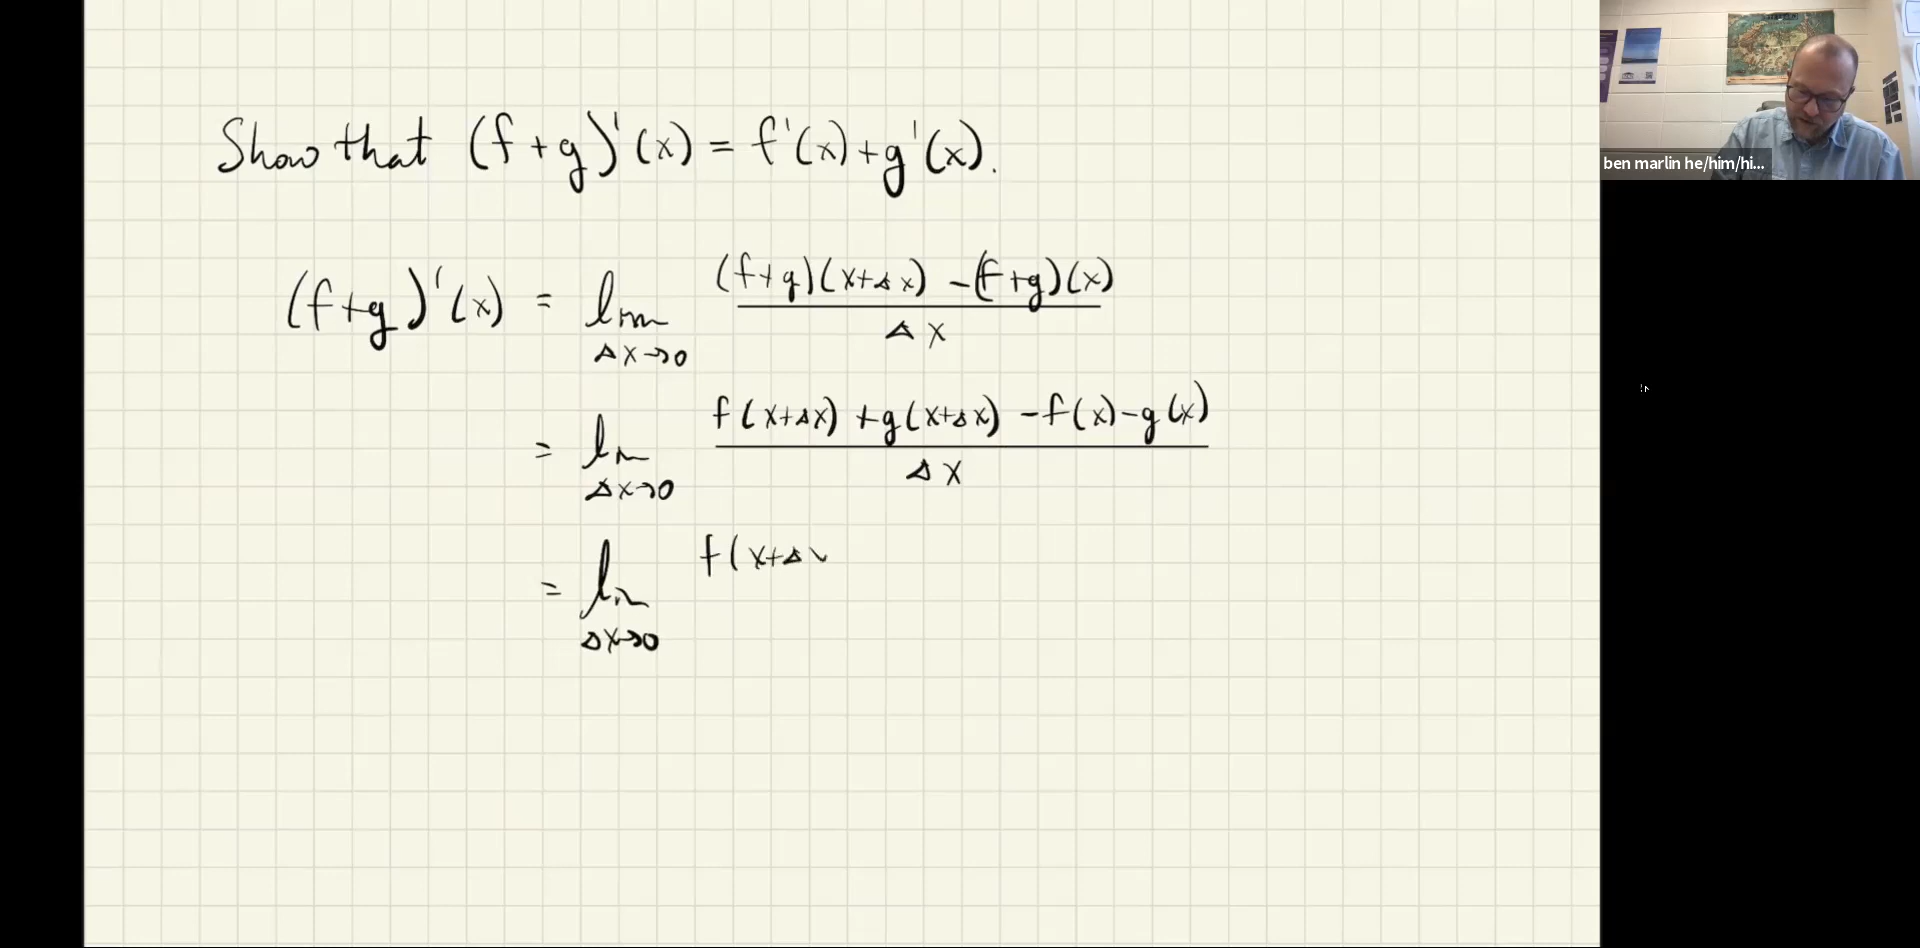 Show that (f+g)'(x) = f'(x)+g'(x).
(f+g)'(x) = lim Δx→0 (f+g)(x+Δx) -(f+g)(x) / Δx
= lim Δx→0 f(x+Δx) +g(x+Δx) -f(x)-g(x) / Δx
= lim Δx→0 f(x+Δx
ben marlin he/him/hi...